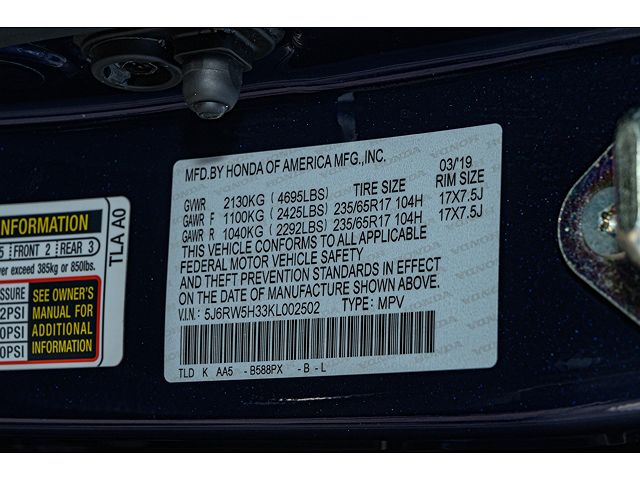 MFD.BY HONDA OF AMERICA MFG.,INC.
03/'19
GVWR 2130KG (4695LBS) TIRE SIZE RIM SIZE
GAWR F 1100KG (2425LBS) 235/65R17 104H 17X7.5J
GAWR R 1040KG (2292LBS) 235/65R17 104H 17X7.5J
THIS VEHICLE CONFORMS TO ALL APPLICABLE
FEDERAL MOTOR VEHICLE SAFETY
AND THEFT PREVENTION STANDARDS IN EFFECT
ON THE DATE OF MANUFACTURE SHOWN ABOVE.
V.I.N: 5J6RW5H33KL002502 TYPE: MPV
TLD K AA5 -B588PX -B -L
INFORMATION
5 FRONT 2 REAR 3
exceed 385kg or 850lbs.
TLA A0
SEE OWNER'S
MANUAL FOR
ADDITIONAL
INFORMATION
PSI
PSI